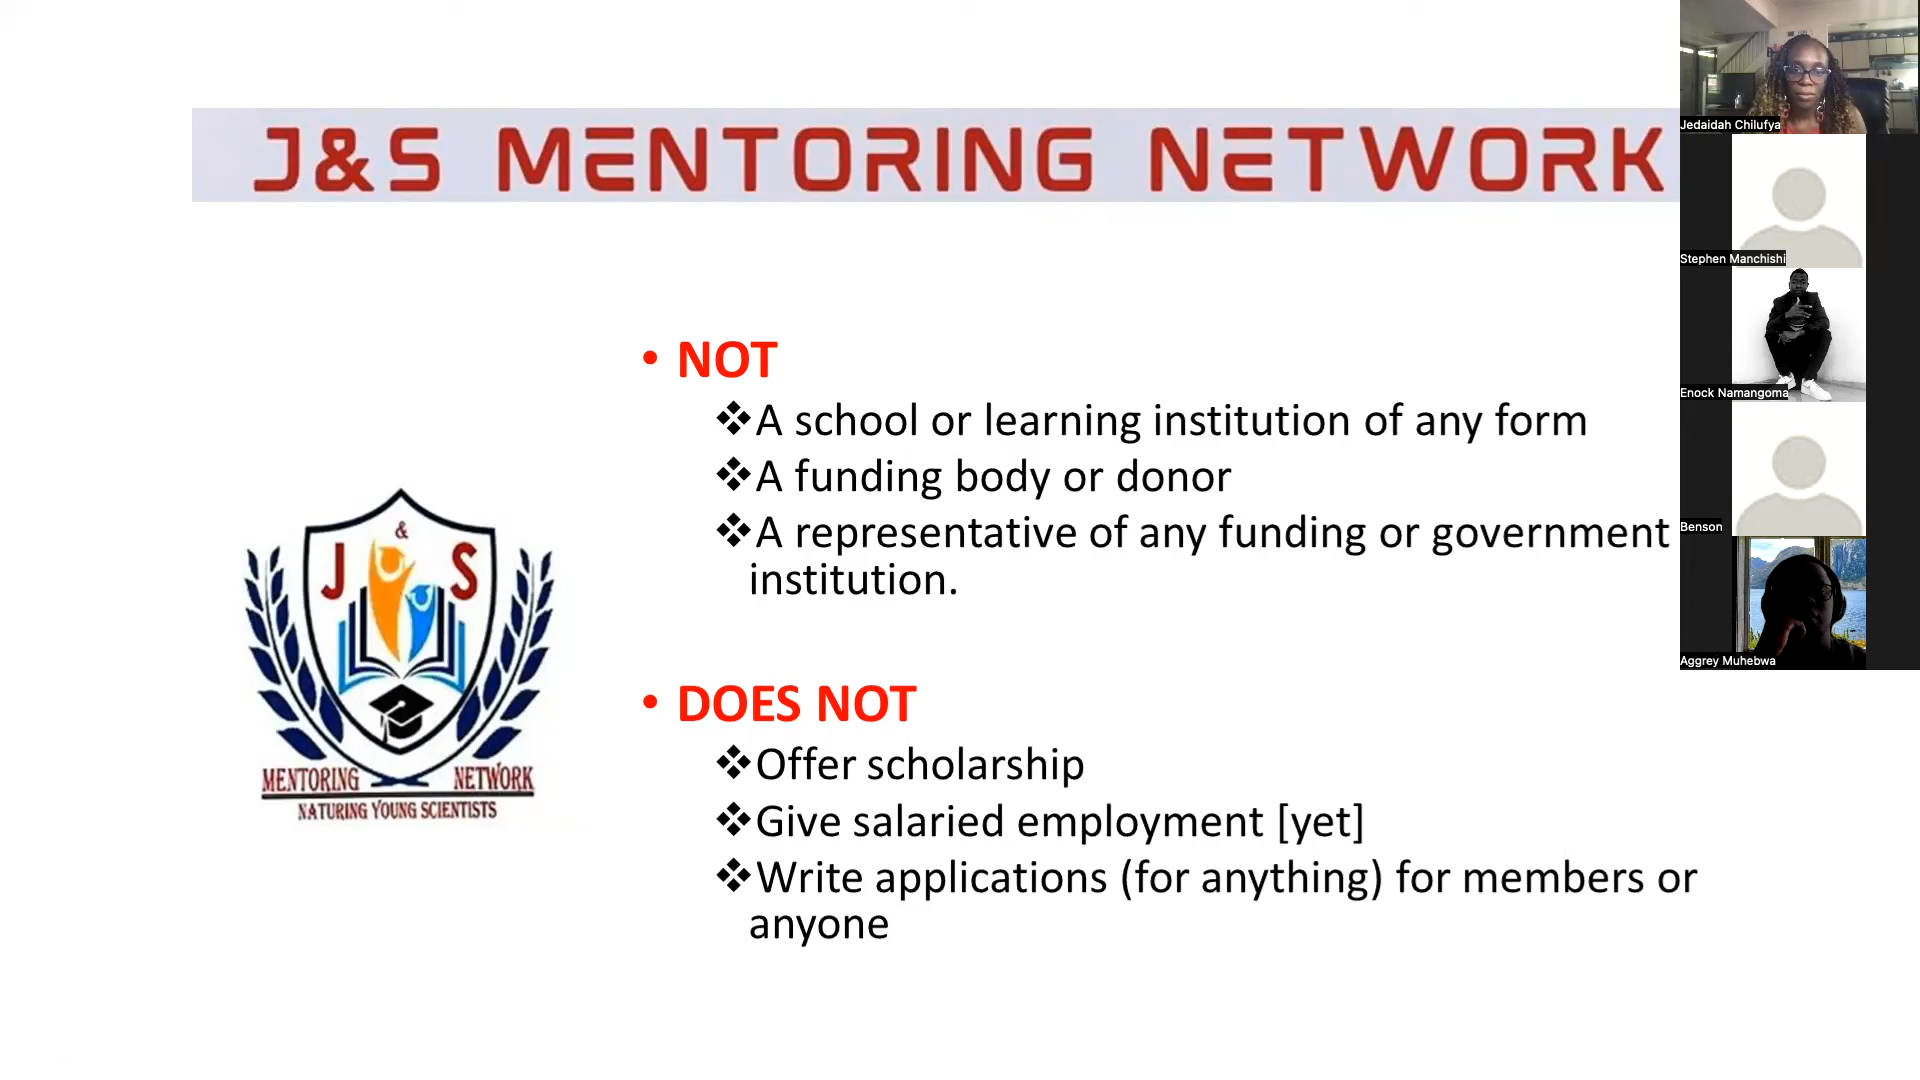 J&S MENTORING NETWORK
• NOT
❖A school or learning institution of any form
❖A funding body or donor
❖A representative of any funding or government
institution.
• DOES NOT
❖Offer scholarship
❖Give salaried employment [yet]
❖Write applications (for anything) for members or
anyone
&
J S
MENTORING NETWORK
NATURING YOUNG SCIENTISTS
Jedaidah Chilufya
Stephen Manchishi
Enock Namangoma
Benson
Aggrey Muhebwa